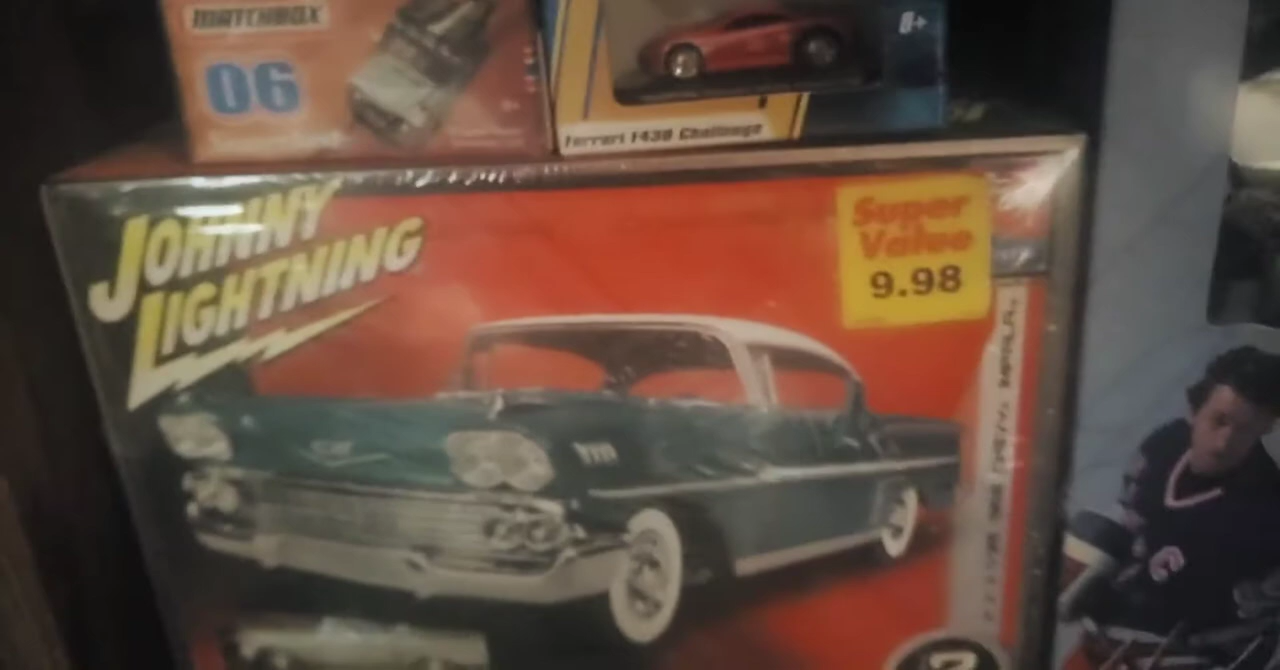 MATCHBOX
06
8+
Ferrari F430 Challenge
JOHNNY
LIGHTNING
Super
Value
9.98